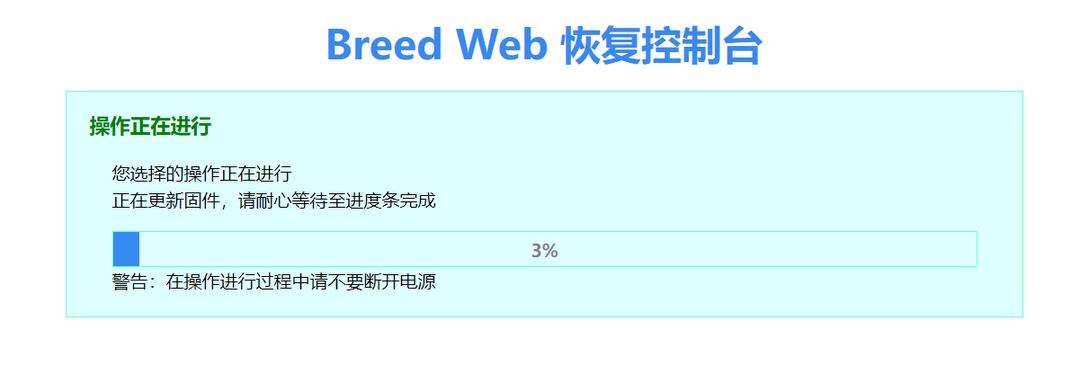 Breed Web 恢复控制台
操作正在进行
您选择的操作正在进行
正在更新固件，请耐心等待至进度条完成
3%
警告：在操作进行过程中请不要断开电源